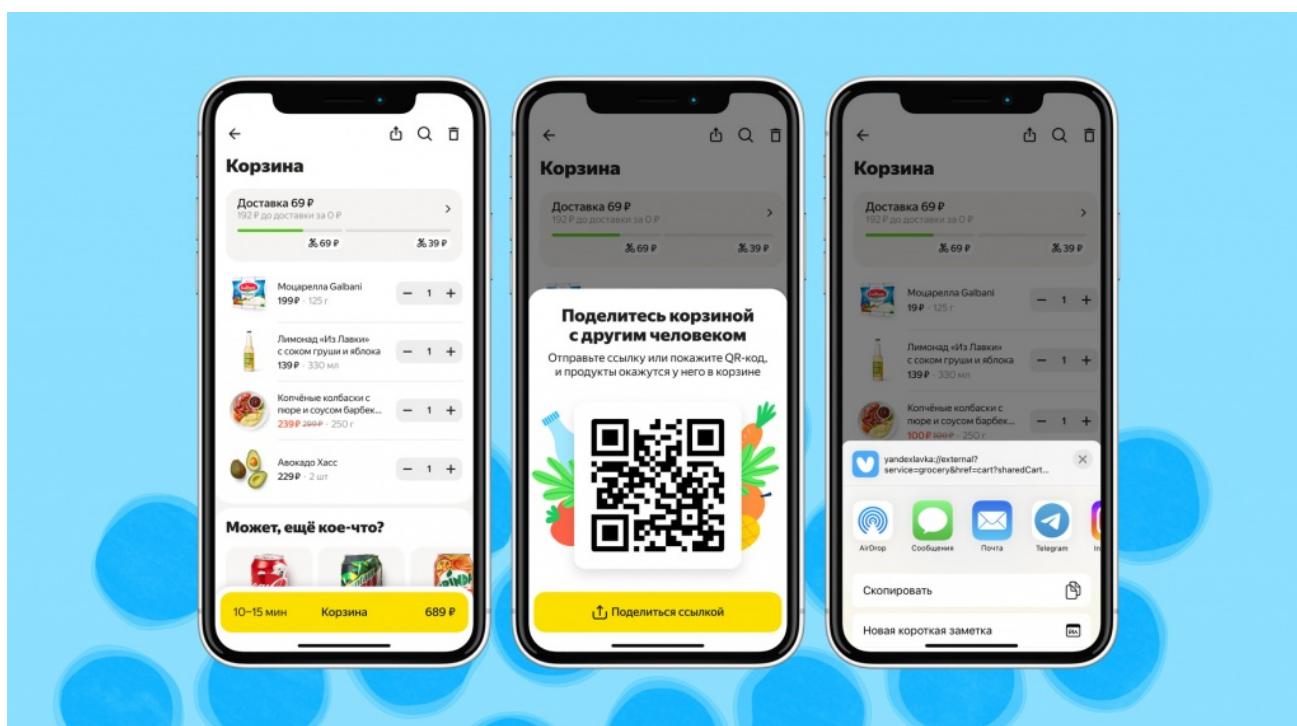 Корзина
Доставка 69 ₽
192 ₽ до доставки за 0 ₽
69 ₽
39 ₽
Моцарелла Galbani
199 ₽ · 125 г
− 1 +
Лимонад «Из Лавки»
с соком груши и яблока
139 ₽ · 330 мл
− 1 +
Копчёные колбаски с
пюре и соусом барбек...
239 ₽ 299 ₽ · 250 г
− 1 +
Авокадо Хасс
229 ₽ · 2 шт
− 1 +
Может, ещё кое-что?
10–15 мин Корзина 689 ₽
Корзина
Доставка 69 ₽
192 ₽ до доставки за 0 ₽
69 ₽
39 ₽
Поделитесь корзиной
с другим человеком
Отправьте ссылку или покажите QR-код,
и продукты окажутся у него в корзине
Поделиться ссылкой
Корзина
Доставка 69 ₽
192 ₽ до доставки за 0 ₽
69 ₽
39 ₽
Моцарелла Galbani
19 ₽ · 125 г
− 1 +
Лимонад «Из Лавки»
с соком груши и яблока
139 ₽ · 330 мл
− 1 +
Копчёные колбаски с
пюре и соусом барбек...
100 ₽ 100 ₽ · 250 г
− 1 +
yandexlavka://external?
service=grocery&href=cart?sharedCart...
AirDrop
Сообщения
Почта
Telegram
In
Скопировать
Новая короткая заметка